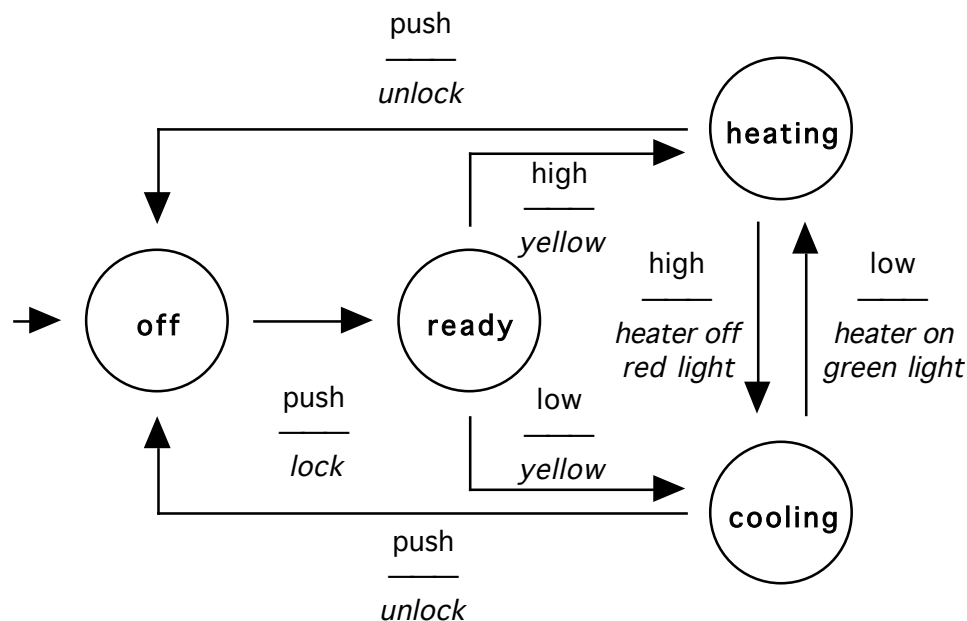 push
unlock
heating
high
yellow
high
heater off
red light
low
heater on
green light
off
ready
push
lock
low
yellow
cooling
push
unlock